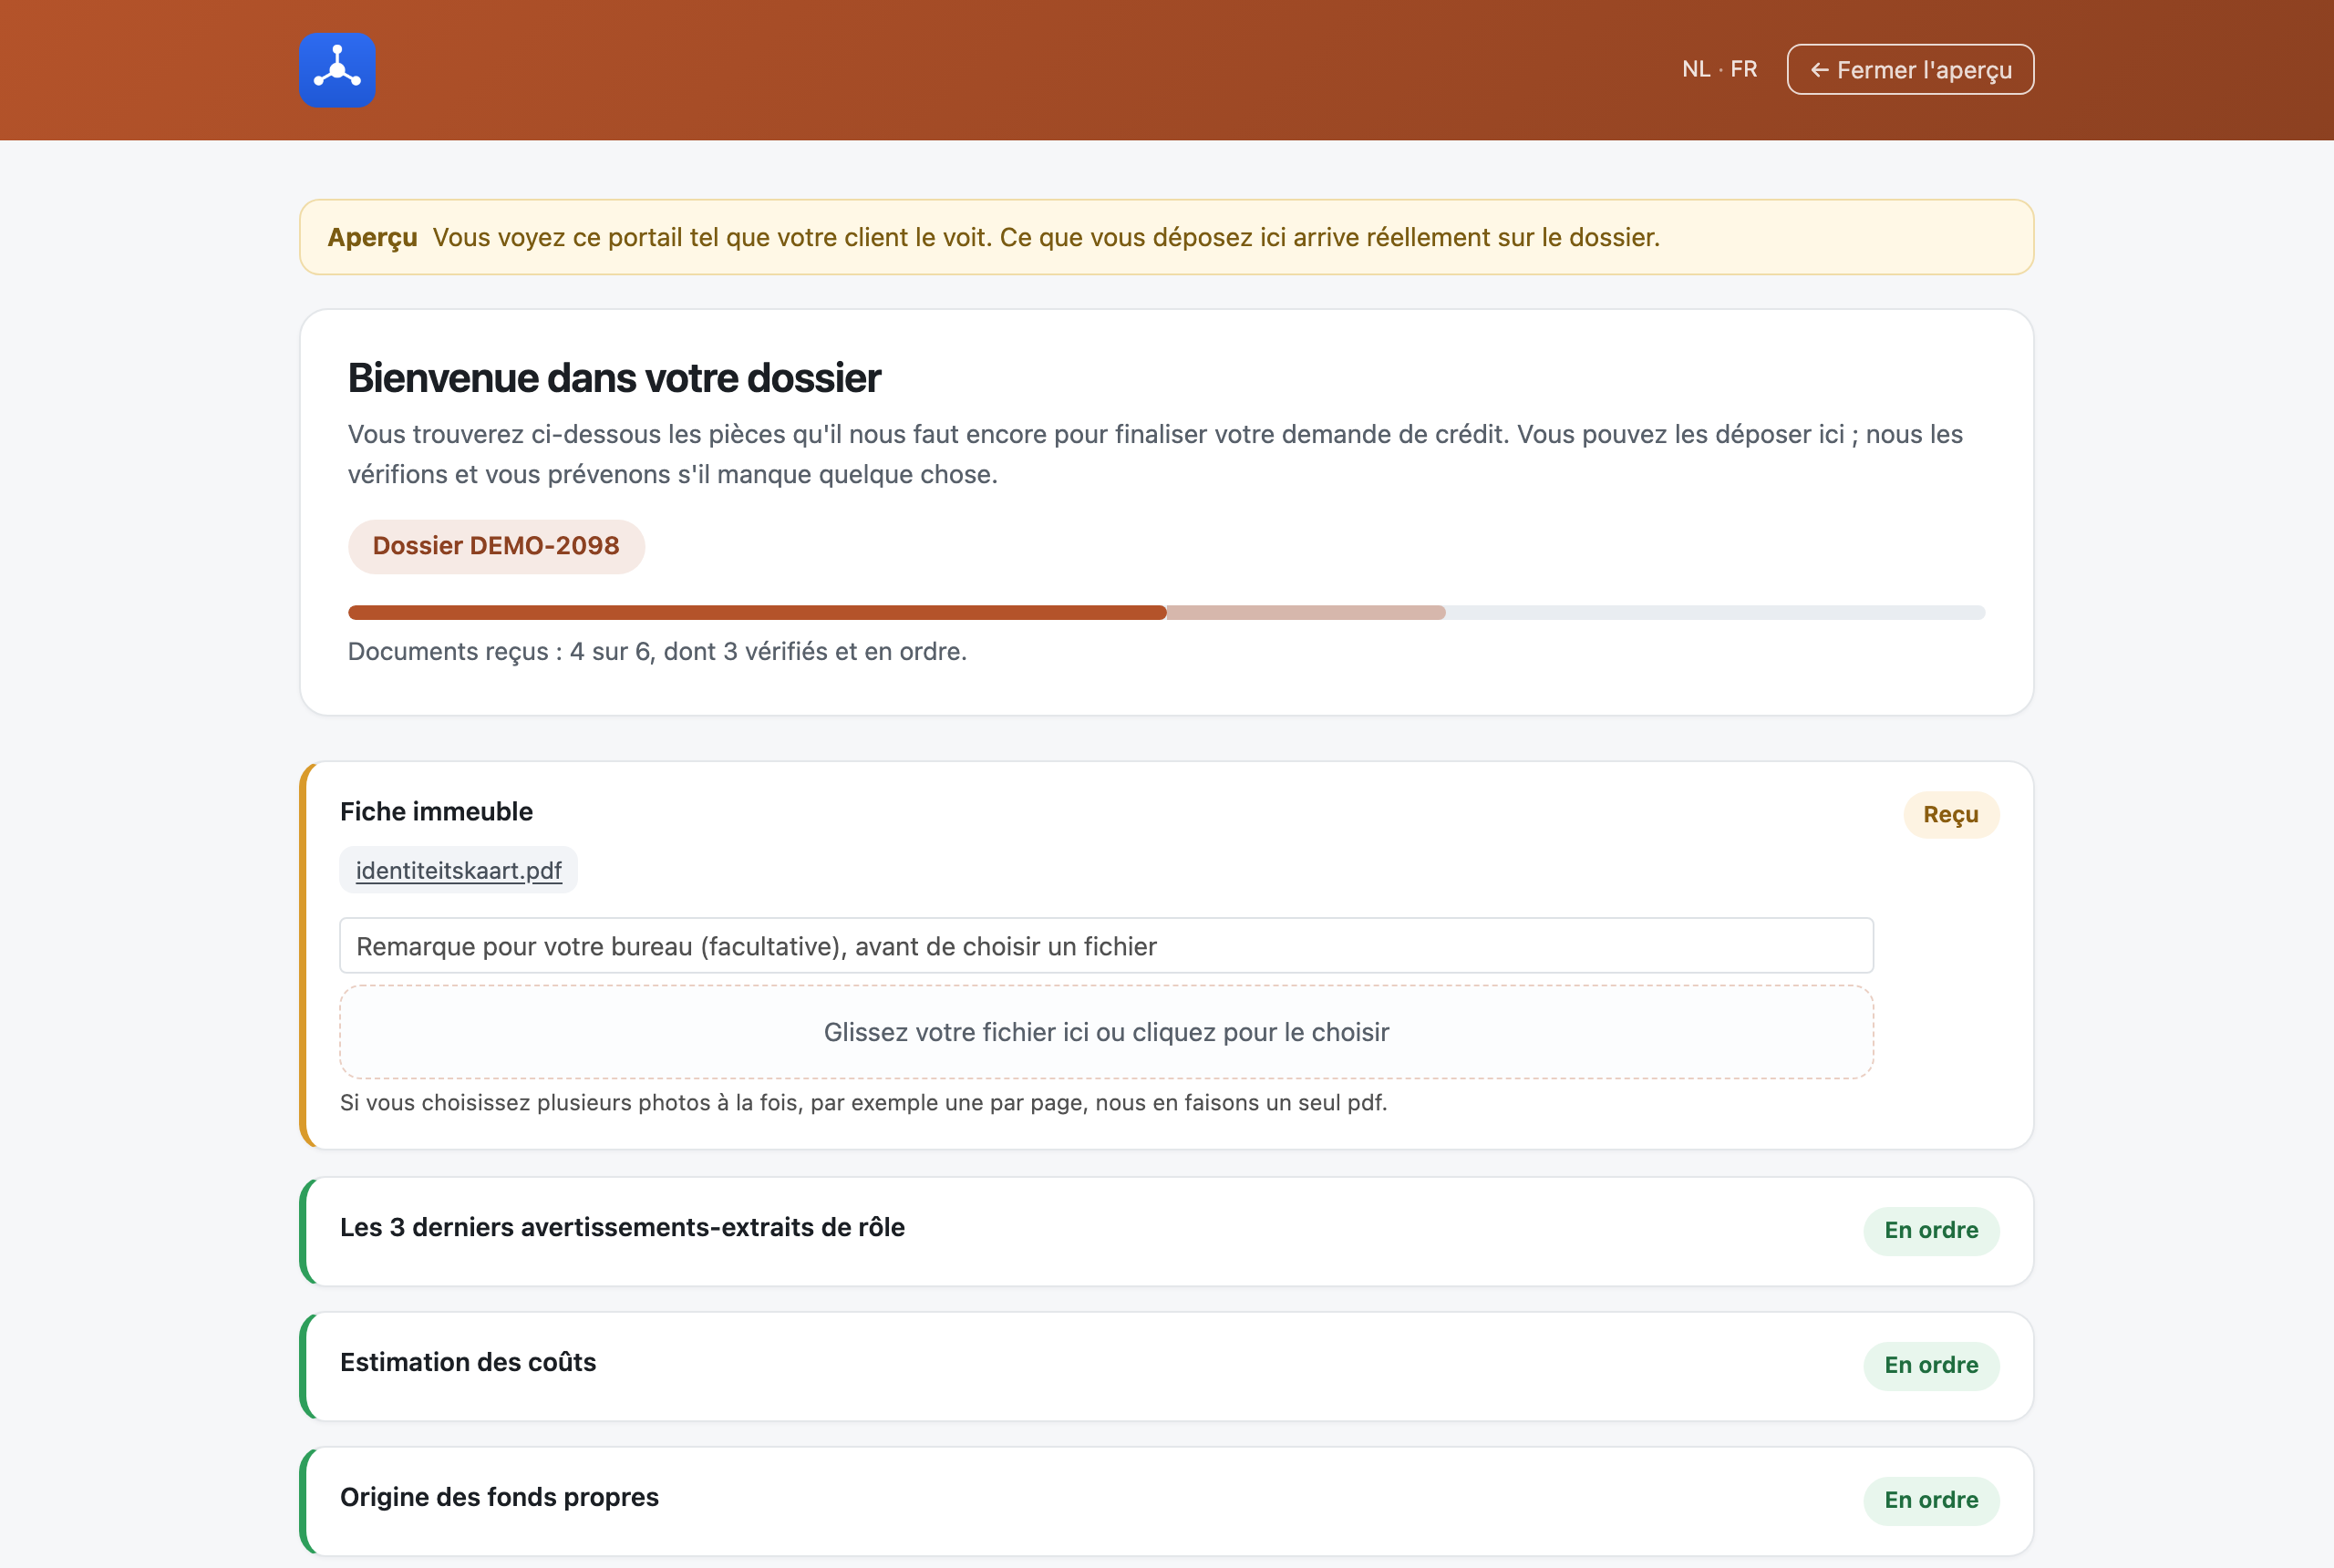 NL · FR
← Fermer l'aperçu
Aperçu Vous voyez ce portail tel que votre client le voit. Ce que vous déposez ici arrive réellement sur le dossier.
Bienvenue dans votre dossier
Vous trouverez ci-dessous les pièces qu'il nous faut encore pour finaliser votre demande de crédit. Vous pouvez les déposer ici ; nous les
vérifions et vous prévenons s'il manque quelque chose.
Dossier DEMO-2098
Documents reçus : 4 sur 6, dont 3 vérifiés et en ordre.
Fiche immeuble
Reçu
identiteitskaart.pdf
Remarque pour votre bureau (facultative), avant de choisir un fichier
Glissez votre fichier ici ou cliquez pour le choisir
Si vous choisissez plusieurs photos à la fois, par exemple une par page, nous en faisons un seul pdf.
Les 3 derniers avertissements-extraits de rôle
En ordre
Estimation des coûts
En ordre
Origine des fonds propres
En ordre